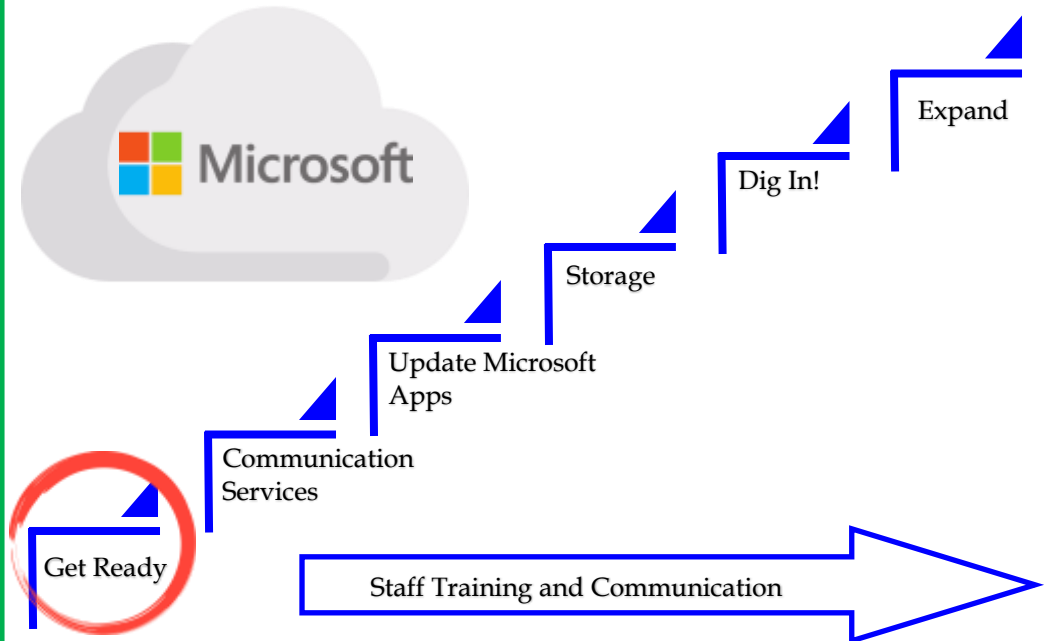 Microsoft
Expand
Dig In!
Storage
Update Microsoft
Apps
Communication
Services
Get Ready
Staff Training and Communication